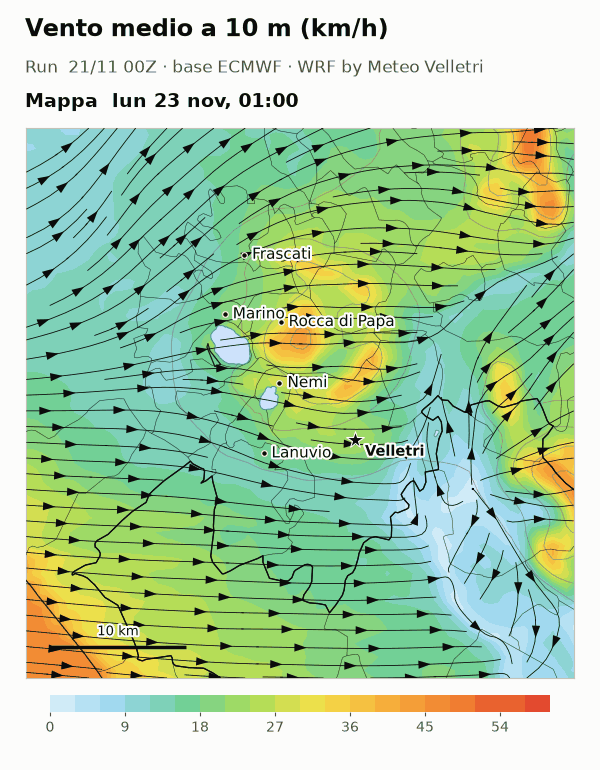 Vento medio a 10 m (km/h)
Run  21/11 00Z · base ECMWF · WRF by Meteo Velletri
Mappa  lun 23 nov, 01:00
Frascati
Marino
Rocca di Papa
Nemi
Velletri
Lanuvio
10 km
0 9 18 27 36 45 54